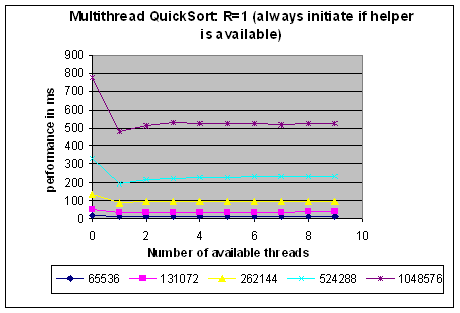 Multithread QuickSort: R=1 (always initiate if helper
is available)
performance in ms
900
800
700
600
500
400
300
200
100
0
0 2 4 6 8 10
Number of available threads
65536 131072 262144 524288 1048576